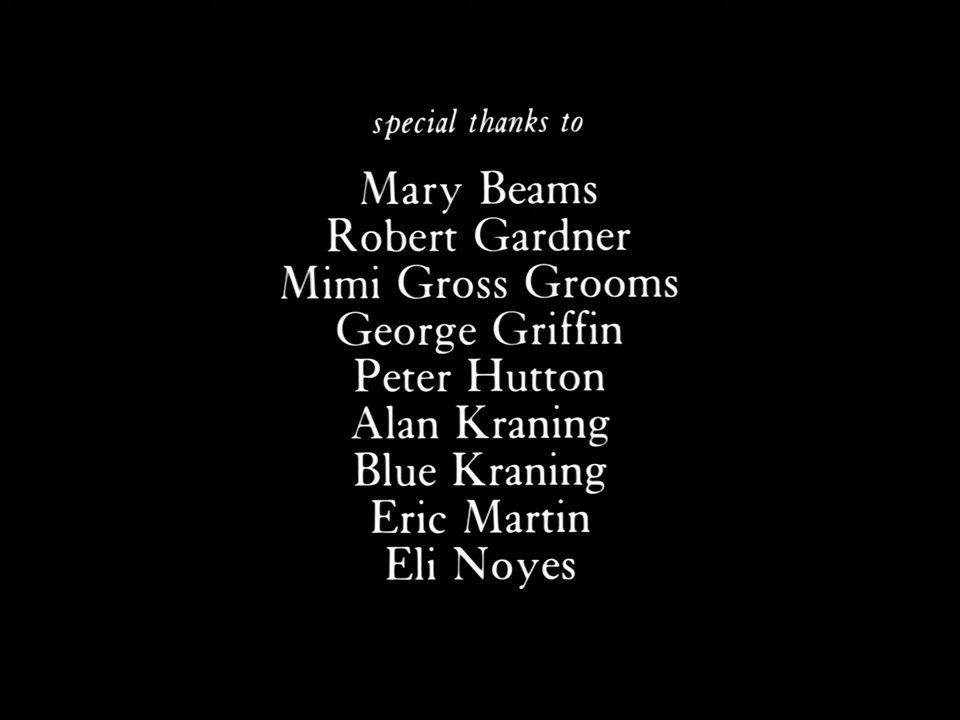 special thanks to
Mary Beams
Robert Gardner
Mimi Gross Grooms
George Griffin
Peter Hutton
Alan Kraning
Blue Kraning
Eric Martin
Eli Noyes